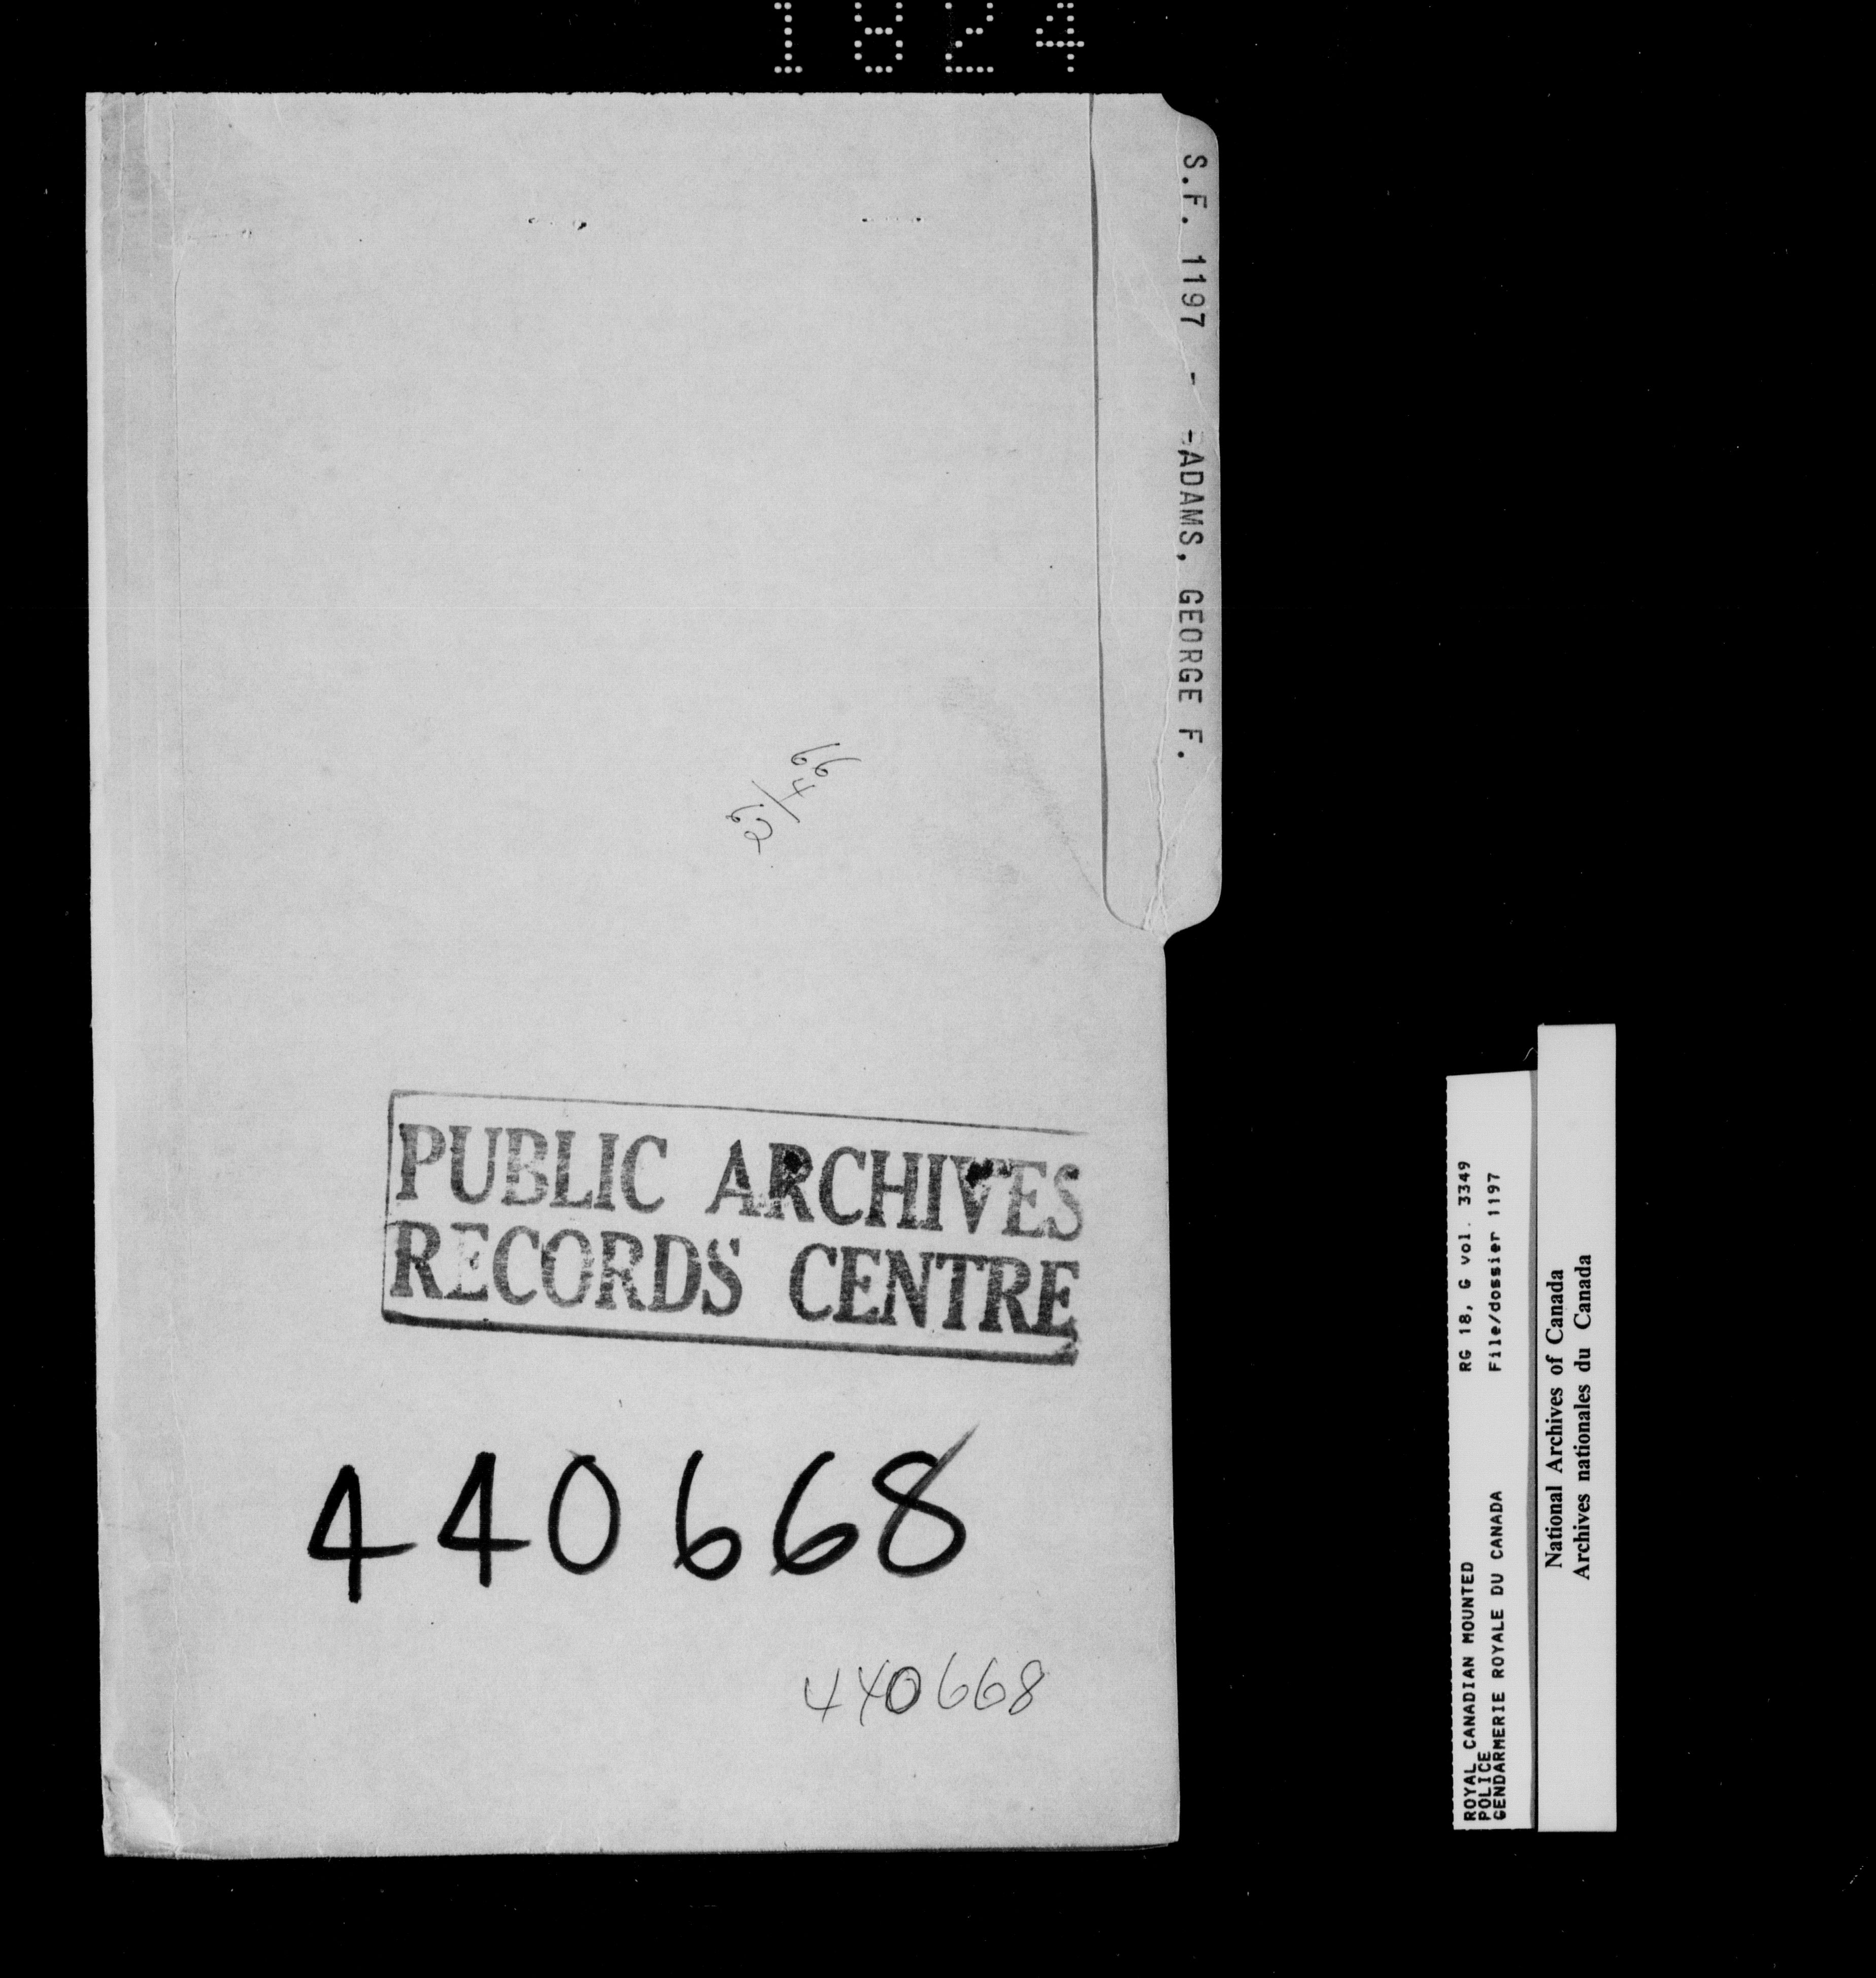 1824
S.F. 1197 - ADAMS, GEORGE F.
PUBLIC ARCHIVES
RECORDS CENTRE
440668
440668
ROYAL CANADIAN MOUNTED
POLICE
GENDARMERIE ROYALE DU CANADA
RG 18, G vol. 3349
File/dossier 1197
National Archives of Canada
Archives nationales du Canada